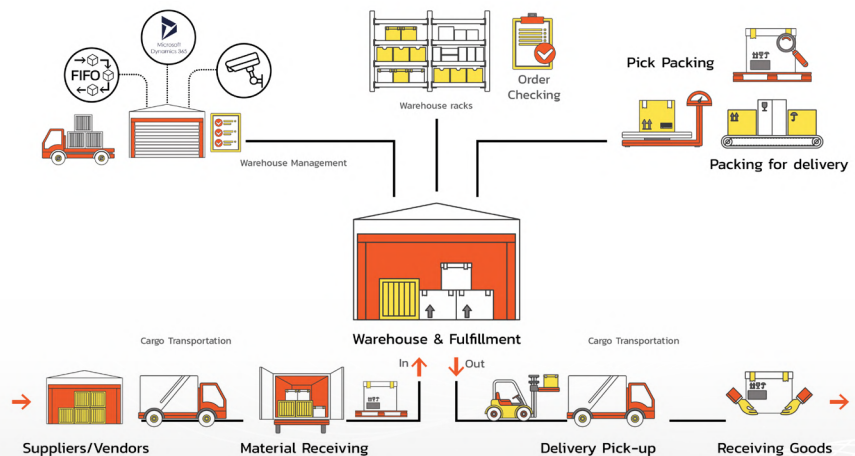 Microsoft
Dynamics 365
FIFO
Warehouse Management
Warehouse racks
Order
Checking
Pick Packing
Packing for delivery
Warehouse & Fulfillment
In
Out
Cargo Transportation
Cargo Transportation
Suppliers/Vendors
Material Receiving
Delivery Pick-up
Receiving Goods